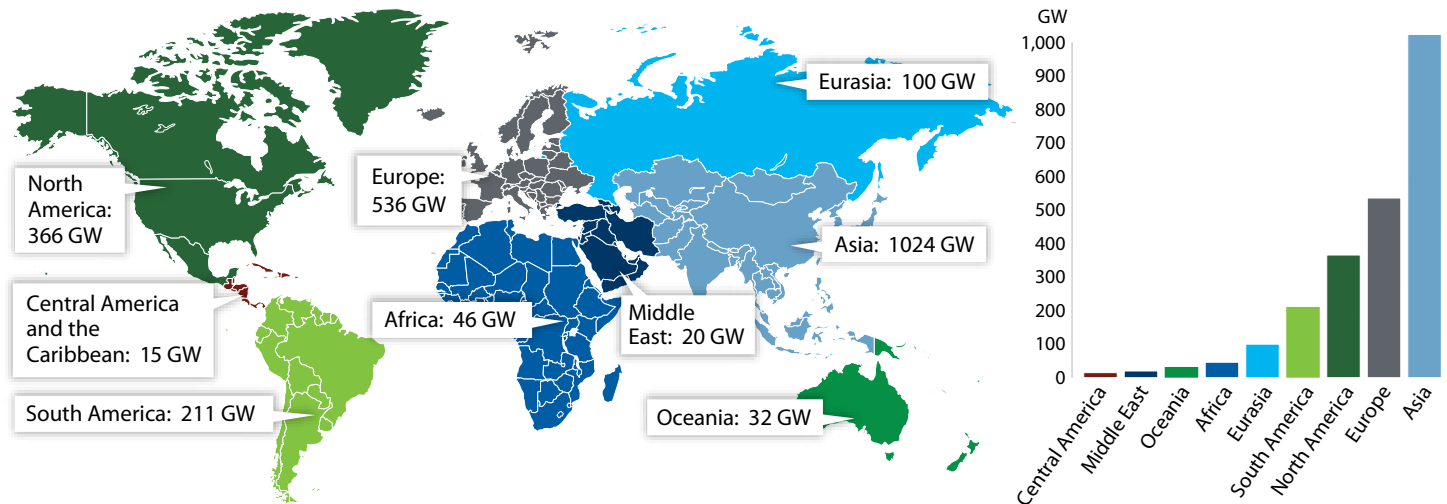 Eurasia: 100 GW
Europe:
536 GW
North
America:
366 GW
Asia: 1024 GW
Central America
and the
Caribbean: 15 GW
Africa: 46 GW
Middle
East: 20 GW
South America: 211 GW
Oceania: 32 GW
GW
1,000
900
800
700
600
500
400
300
200
100
0
Central America
Middle East
Oceania
Africa
Eurasia
South America
North America
Europe
Asia